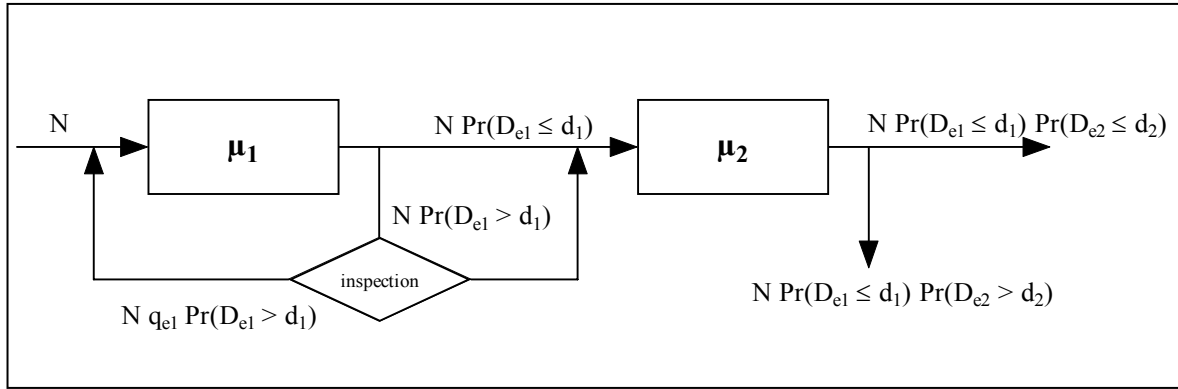 N
μ₁
N Pr(Dₑ₁ ≤ d₁)
μ₂
N Pr(Dₑ₁ ≤ d₁) Pr(Dₑ₂ ≤ d₂)
N Pr(Dₑ₁ > d₁)
inspection
N qₑ₁ Pr(Dₑ₁ > d₁)
N Pr(Dₑ₁ ≤ d₁) Pr(Dₑ₂ > d₂)